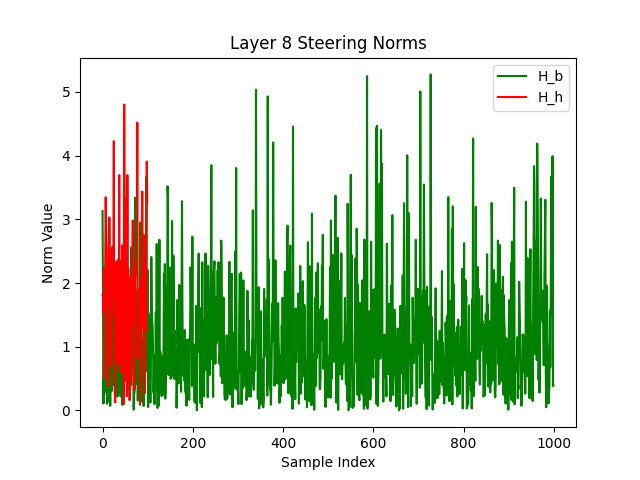 Layer 8 Steering Norms
H_b
H_h
Norm Value
5
4
3
2
1
0
0 200 400 600 800 1000
Sample Index